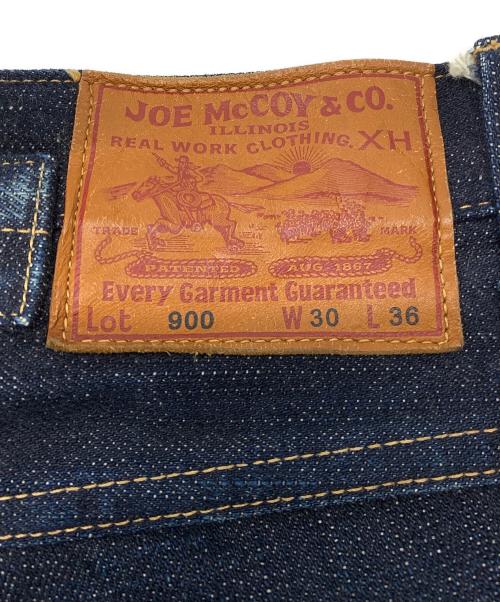 JOE McCOY & CO.
ILLINOIS
REAL WORK CLOTHING. XH
TRADE MARK
PATENTED AUG. 1867
Every Garment Guaranteed
Lot 900 W 30 L 36